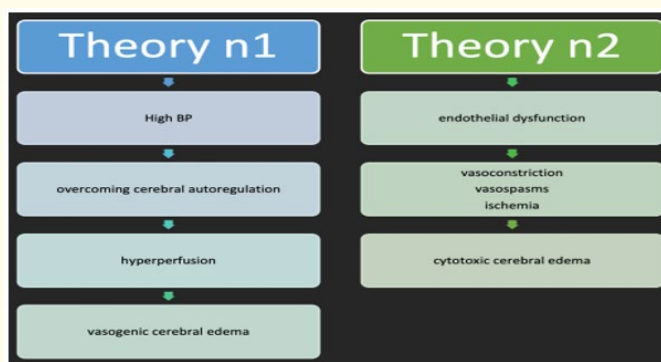 Theory n1
High BP
overcoming cerebral autoregulation
hyperperfusion
vasogenic cerebral edema
Theory n2
endothelial dysfunction
vasoconstriction
vasospasms
ischemia
cytotoxic cerebral edema